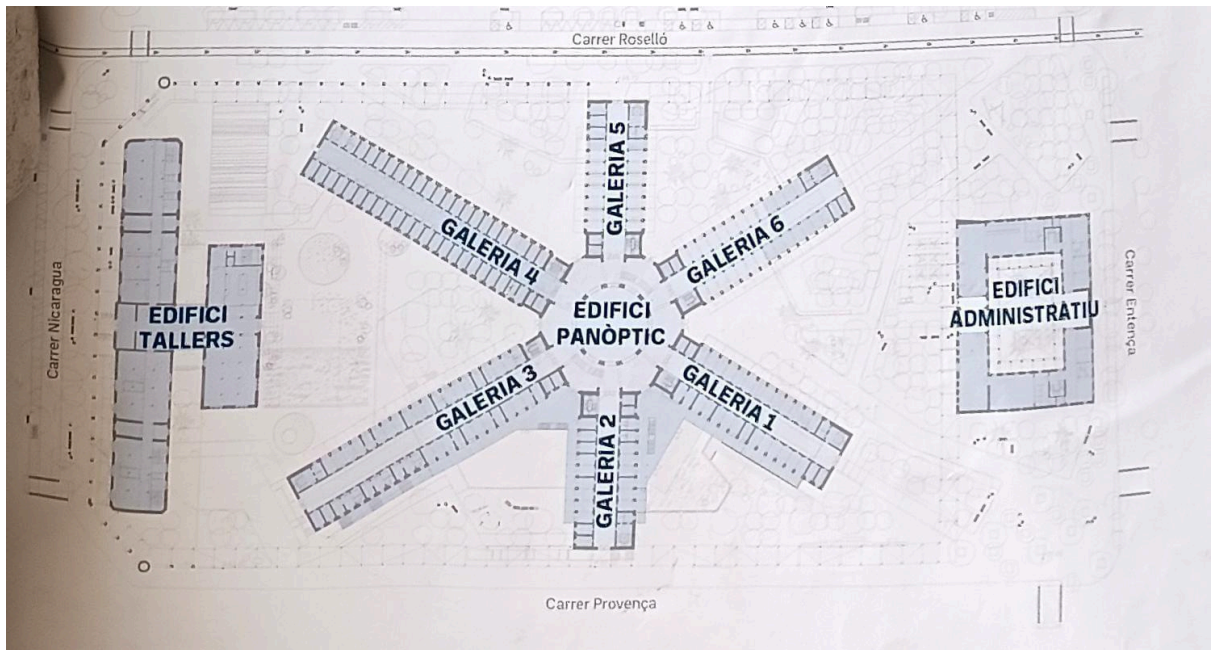 Carrer Roselló
GALERIA 5
GALERIA 4
GALERIA 6
Carrer Nicaragua
Carrer Entença
EDIFICI
TALLERS
EDIFICI
PANÒPTIC
EDIFICI
ADMINISTRATIU
GALERIA 3
GALERIA 1
GALERIA 2
Carrer Provença